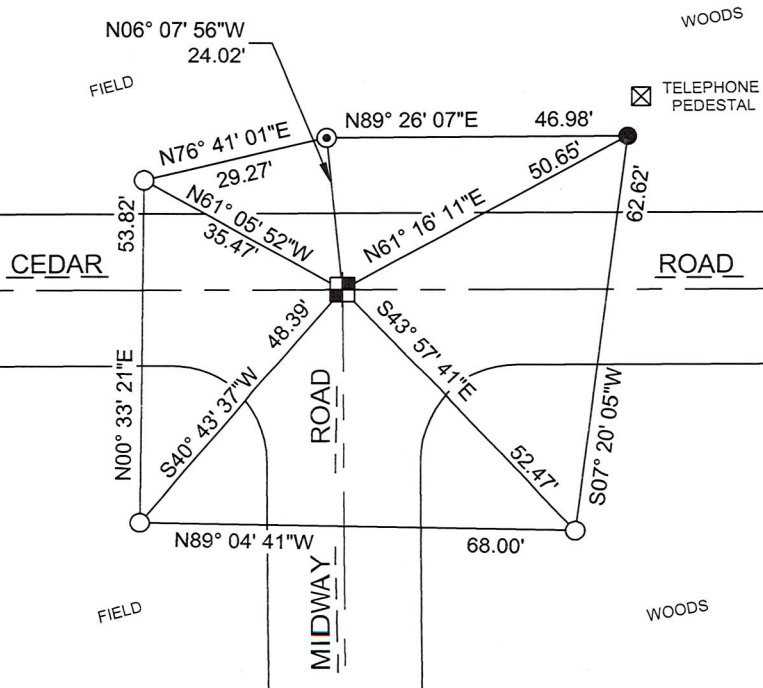 N06° 07' 56"W
24.02'
WOODS
FIELD
TELEPHONE
PEDESTAL
N89° 26' 07"E
46.98'
N76° 41' 01"E
29.27'
50.65'
N61° 05' 52"W
35.47'
53.82'
62.62'
N61° 16' 11"E
CEDAR
ROAD
48.39'
S43° 57' 41"E
ROAD
N00° 33' 21"E
S40° 43' 37"W
52.47'
S07° 20' 05"W
N89° 04' 41"W
68.00'
MIDWAY
FIELD
WOODS